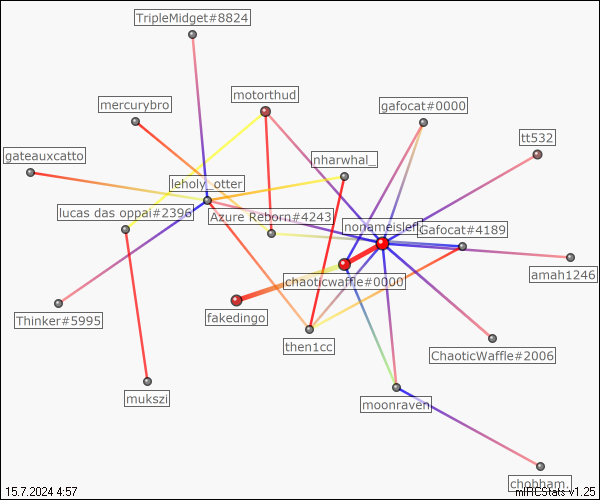 TripleMidget#8824
motorthud
mercurybro
gafocat#0000
tt532
gateauxcatto
nharwhal_
leholy_otter
lucas das oppai#2396
Azure Reborn#4243
nonameisleft
Gafocat#4189
amah1246
chaoticwaffle#0000
Thinker#5995
fakedingo
then1cc
ChaoticWaffle#2006
mukszi
moonraven
chobham.
15.7.2024 4:57
mIRCStats v1.25